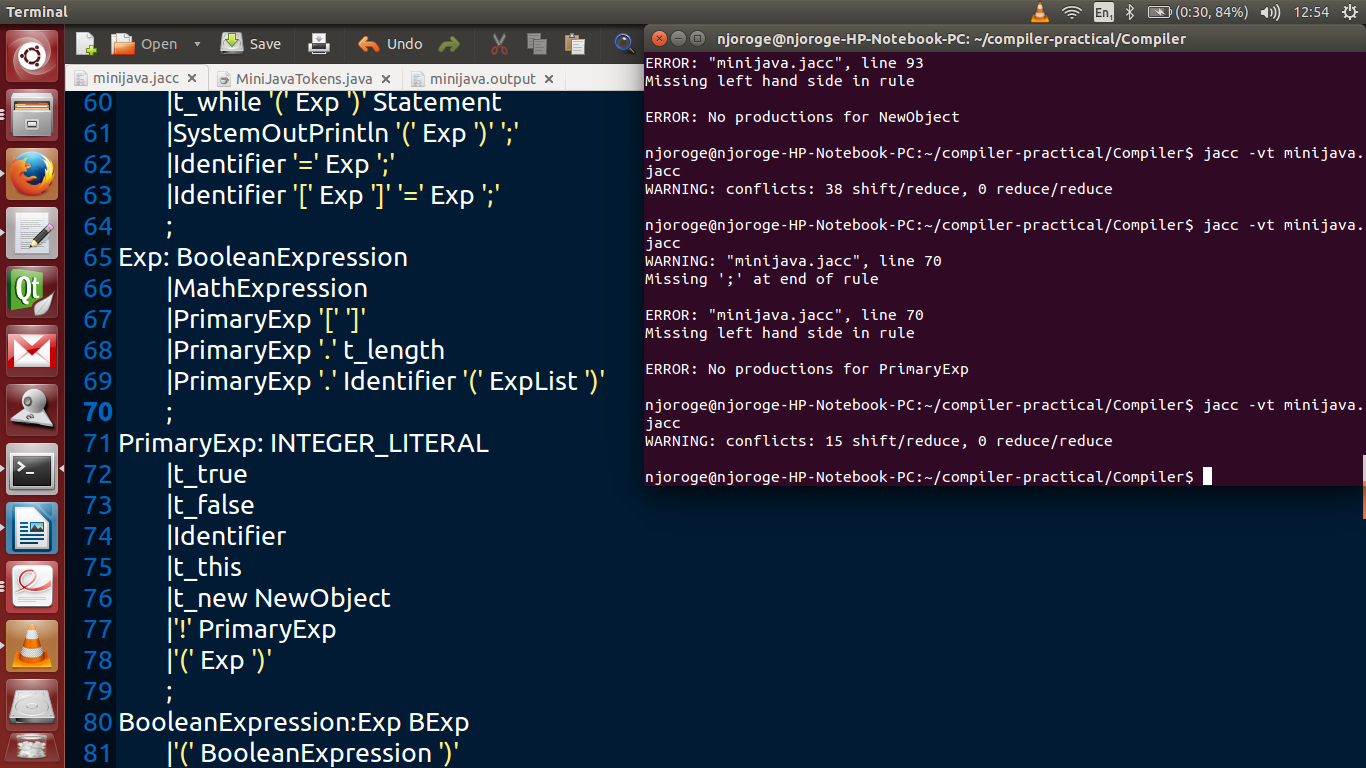 Terminal
En1
(0:30, 84%)
12:54
Open
Save
Undo
minijava.jacc
MiniJavaTokens.java
minijava.output
60 |t_while '(' Exp ')' Statement
61 |SystemOutPrintln '(' Exp ')' ';'
62 |Identifier '=' Exp ';'
63 |Identifier '[' Exp ']' '=' Exp ';'
64 ;
65 Exp: BooleanExpression
66 |MathExpression
67 |PrimaryExp '[' ']'
68 |PrimaryExp '.' t_length
69 |PrimaryExp '.' Identifier '(' ExpList ')'
70 ;
71 PrimaryExp: INTEGER_LITERAL
72 |t_true
73 |t_false
74 |Identifier
75 |t_this
76 |t_new NewObject
77 |'!' PrimaryExp
78 |'(' Exp ')'
79 ;
80 BooleanExpression:Exp BExp
81 |'(' BooleanExpression ')'
njoroge@njoroge-HP-Notebook-PC: ~/compiler-practical/Compiler
ERROR: "minijava.jacc", line 93
Missing left hand side in rule
ERROR: No productions for NewObject
njoroge@njoroge-HP-Notebook-PC:~/compiler-practical/Compiler$ jacc -vt minijava.
jacc
WARNING: conflicts: 38 shift/reduce, 0 reduce/reduce
njoroge@njoroge-HP-Notebook-PC:~/compiler-practical/Compiler$ jacc -vt minijava.
jacc
WARNING: "minijava.jacc", line 70
Missing ';' at end of rule
ERROR: "minijava.jacc", line 70
Missing left hand side in rule
ERROR: No productions for PrimaryExp
njoroge@njoroge-HP-Notebook-PC:~/compiler-practical/Compiler$ jacc -vt minijava.
jacc
WARNING: conflicts: 15 shift/reduce, 0 reduce/reduce
njoroge@njoroge-HP-Notebook-PC:~/compiler-practical/Compiler$
Qt